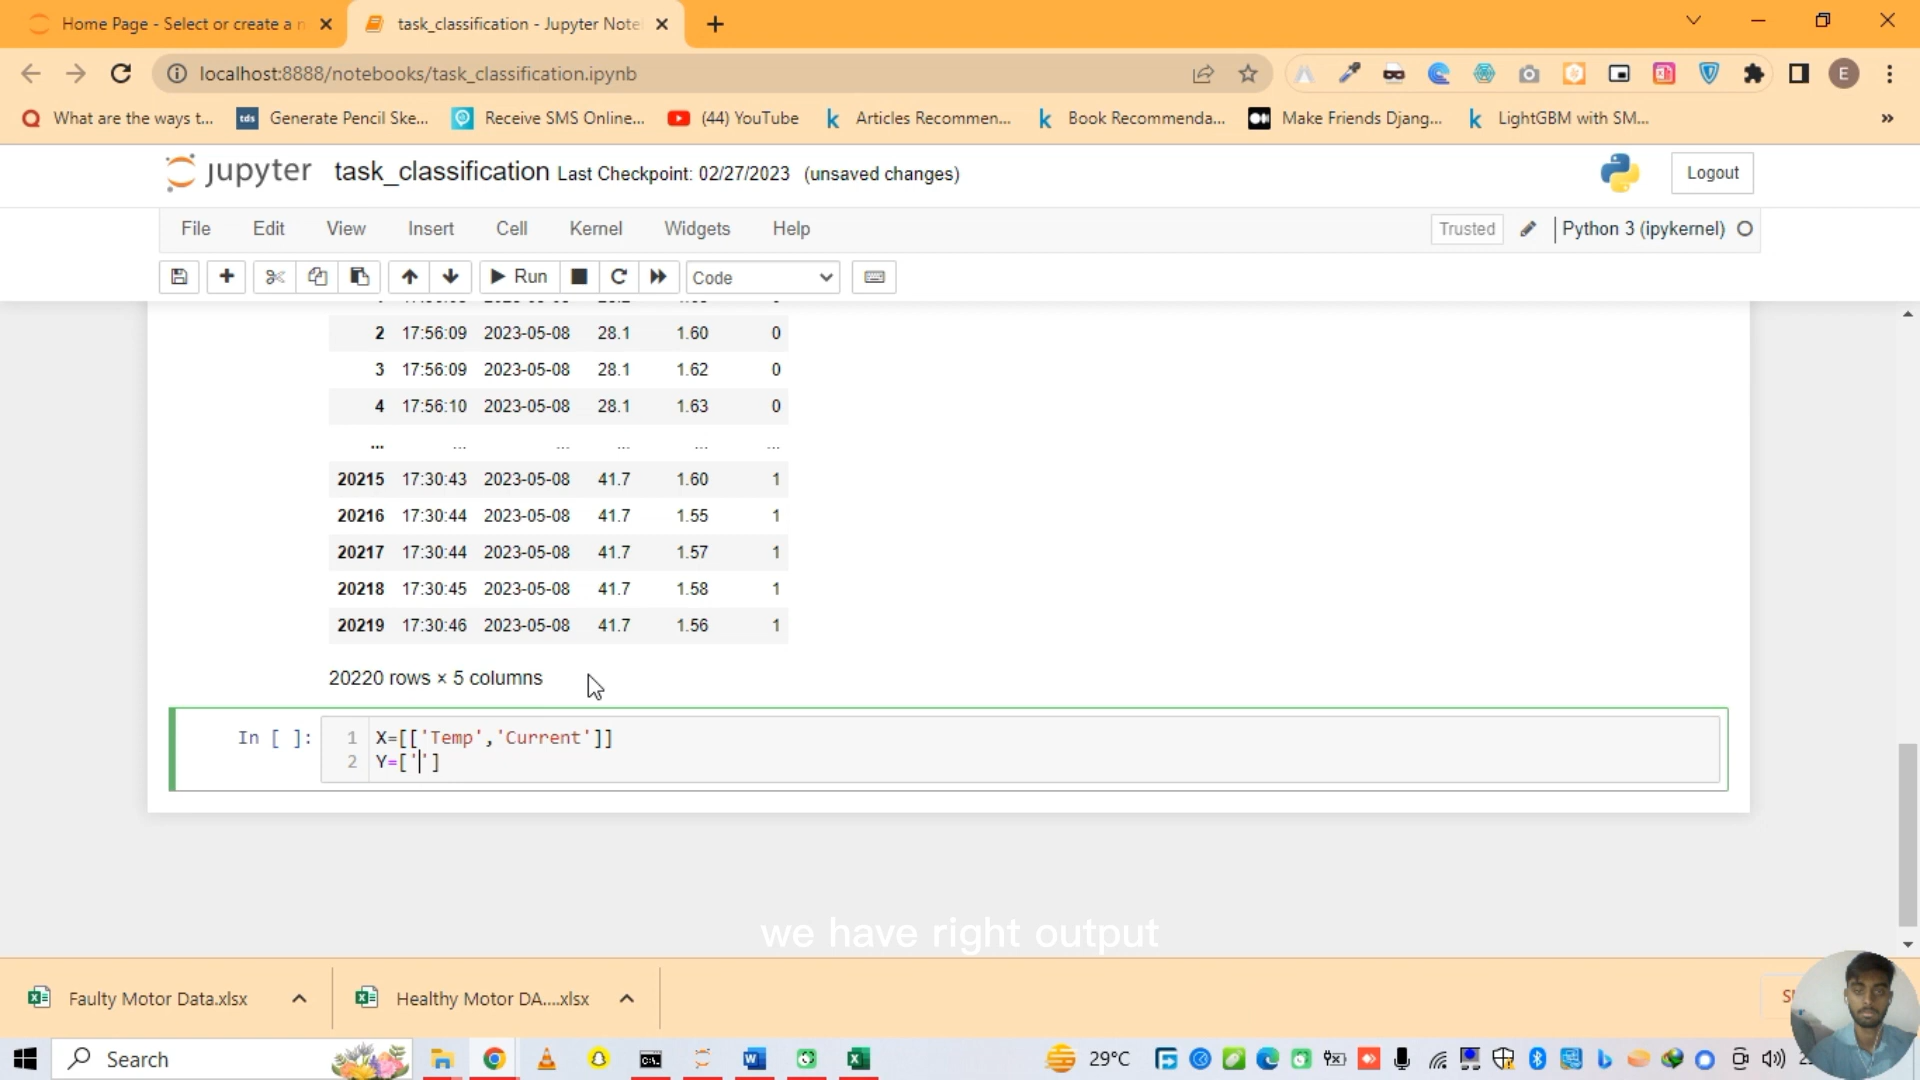 Home Page - Select or create a n
task_classification - Jupyter Note
localhost:8888/notebooks/task_classification.ipynb
E
What are the ways t...
tds Generate Pencil Ske...
Receive SMS Online...
(44) YouTube
k Articles Recommen...
k Book Recommenda...
Make Friends Djang...
k LightGBM with SM...
»
jupyter task_classification Last Checkpoint: 02/27/2023 (unsaved changes)
Logout
File Edit View Insert Cell Kernel Widgets Help
Trusted Python 3 (ipykernel)
Run Code
2 17:56:09 2023-05-08 28.1 1.60 0
3 17:56:09 2023-05-08 28.1 1.62 0
4 17:56:10 2023-05-08 28.1 1.63 0
... ... ... ... ... ...
20215 17:30:43 2023-05-08 41.7 1.60 1
20216 17:30:44 2023-05-08 41.7 1.55 1
20217 17:30:44 2023-05-08 41.7 1.57 1
20218 17:30:45 2023-05-08 41.7 1.58 1
20219 17:30:46 2023-05-08 41.7 1.56 1
20220 rows × 5 columns
In [ ]: 1 X=[['Temp','Current']]
2 Y=['']
we have right output
Faulty Motor Data.xlsx
Healthy Motor DA....xlsx
Search
29°C